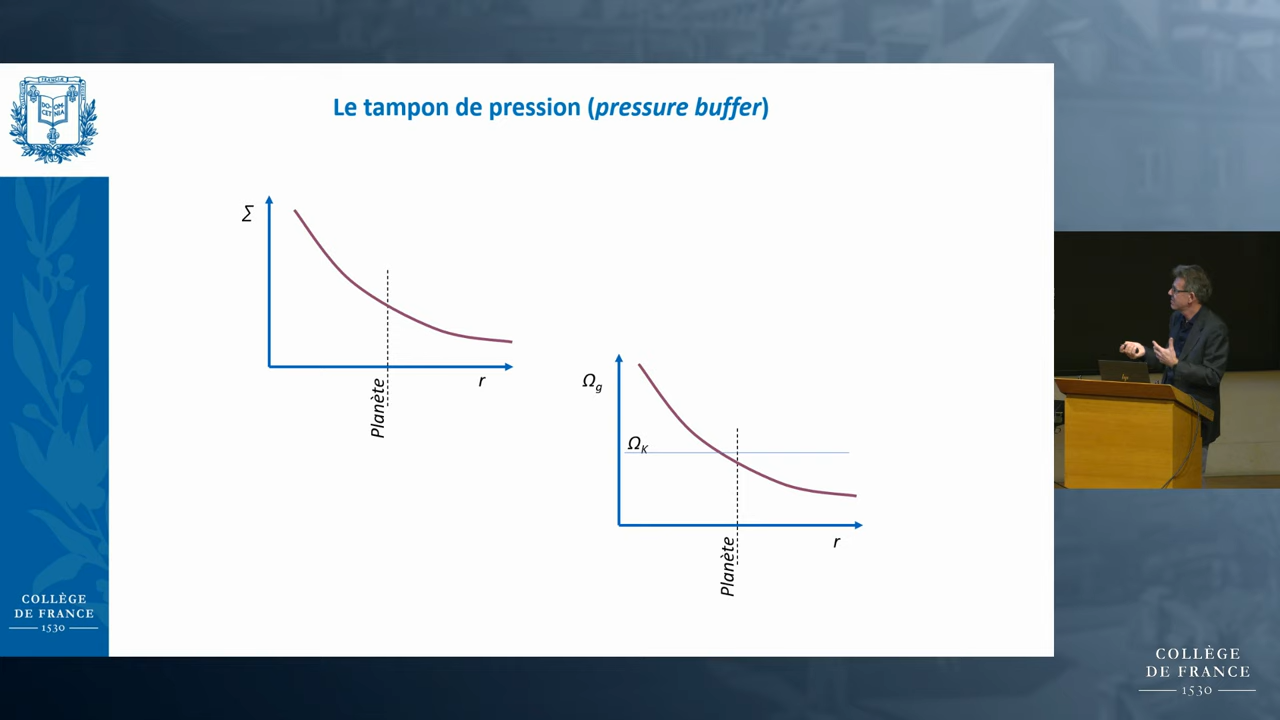 Le tampon de pression (pressure buffer)
Σ
r
Planète
Ω_g
Ω_K
r
Planète
COLLÈGE
DE FRANCE
1530
COLLÈGE
DE FRANCE
1530